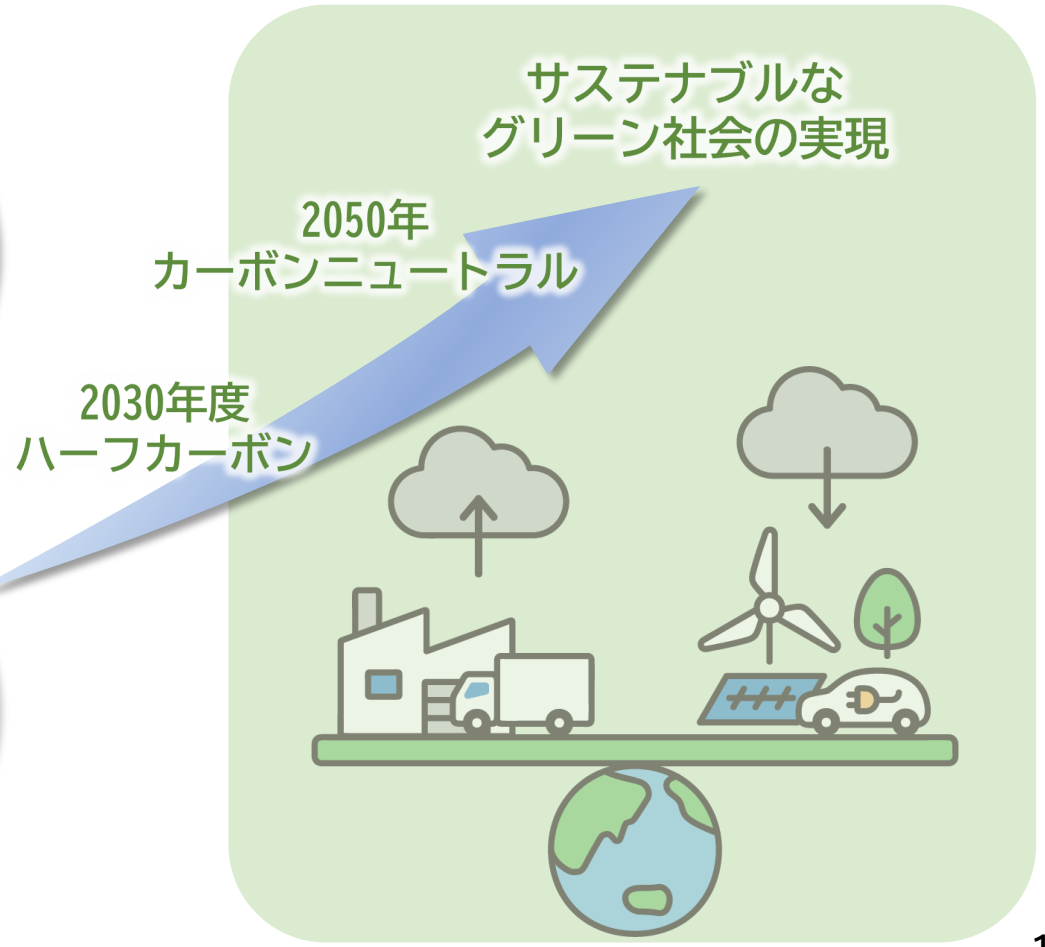 サステナブルな
グリーン社会の実現
2050年
カーボンニュートラル
2030年度
ハーフカーボン